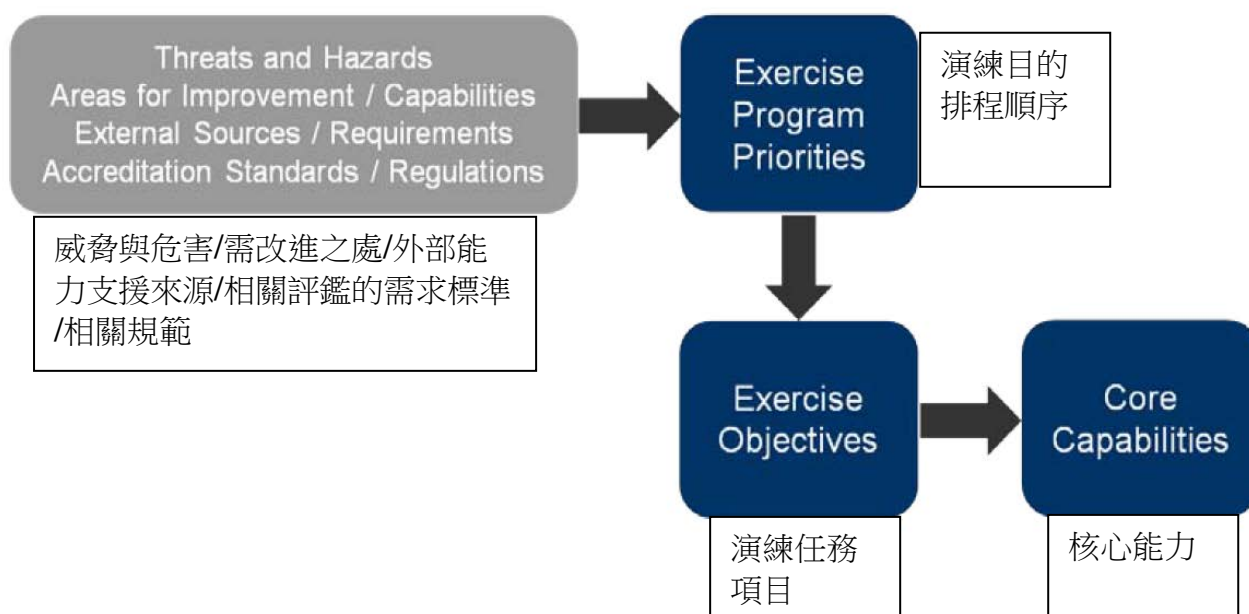 Threats and Hazards
Areas for Improvement / Capabilities
External Sources / Requirements
Accreditation Standards / Regulations
威脅與危害/需改進之處/外部能
力支援來源/相關評鑑的需求標準
/相關規範
Exercise
Program
Priorities
演練目的
排程順序
Exercise
Objectives
演練任務
項目
Core
Capabilities
核心能力